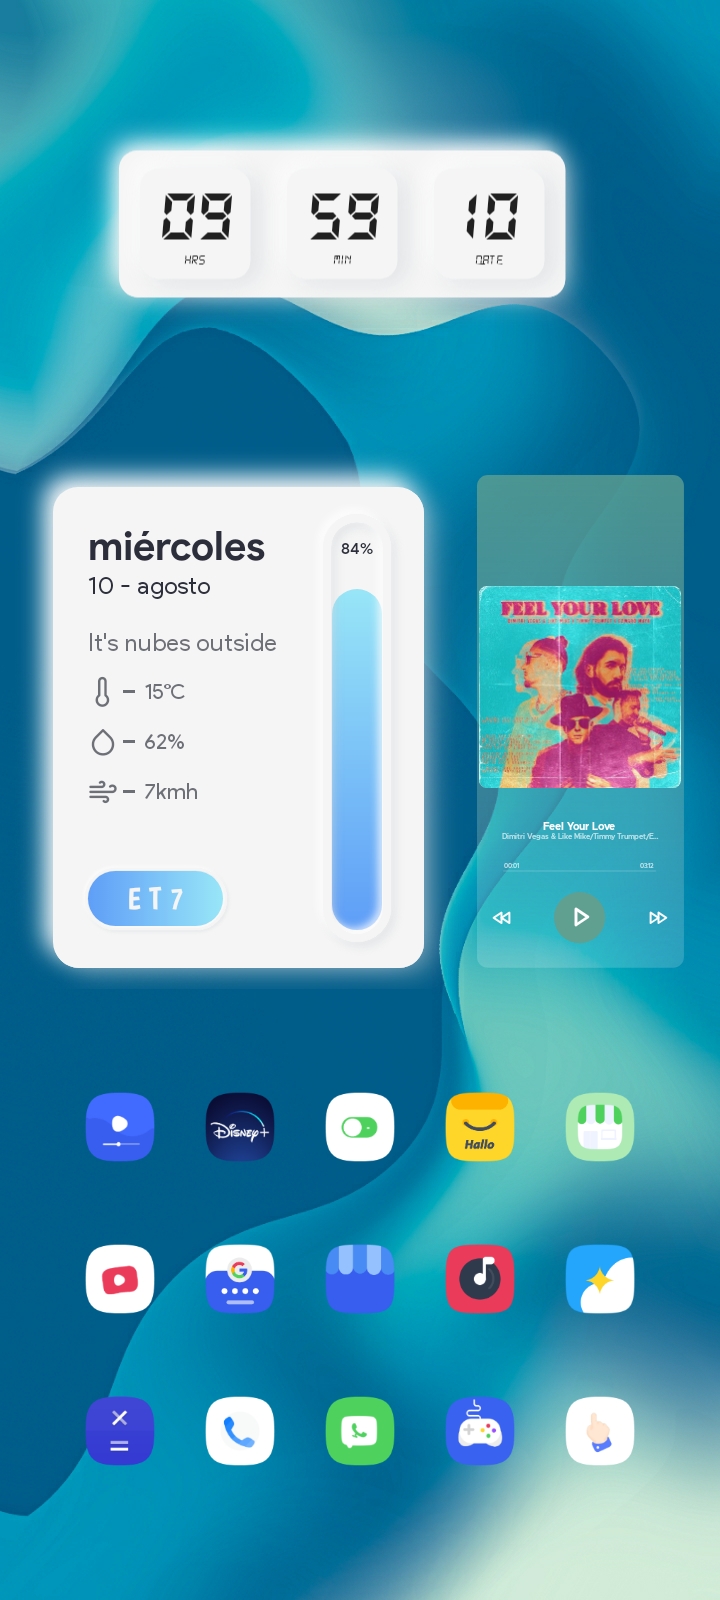 09 59 10
HRS MIN DATE
miércoles
10 - agosto
It's nubes outside
15°C
62%
7kmh
ET7
84%
FEEL YOUR LOVE
Feel Your Love
Dimitri Vegas & Like Mike/Timmy Trumpet/E...
00:01 03:12
Disney+
Hallo
G